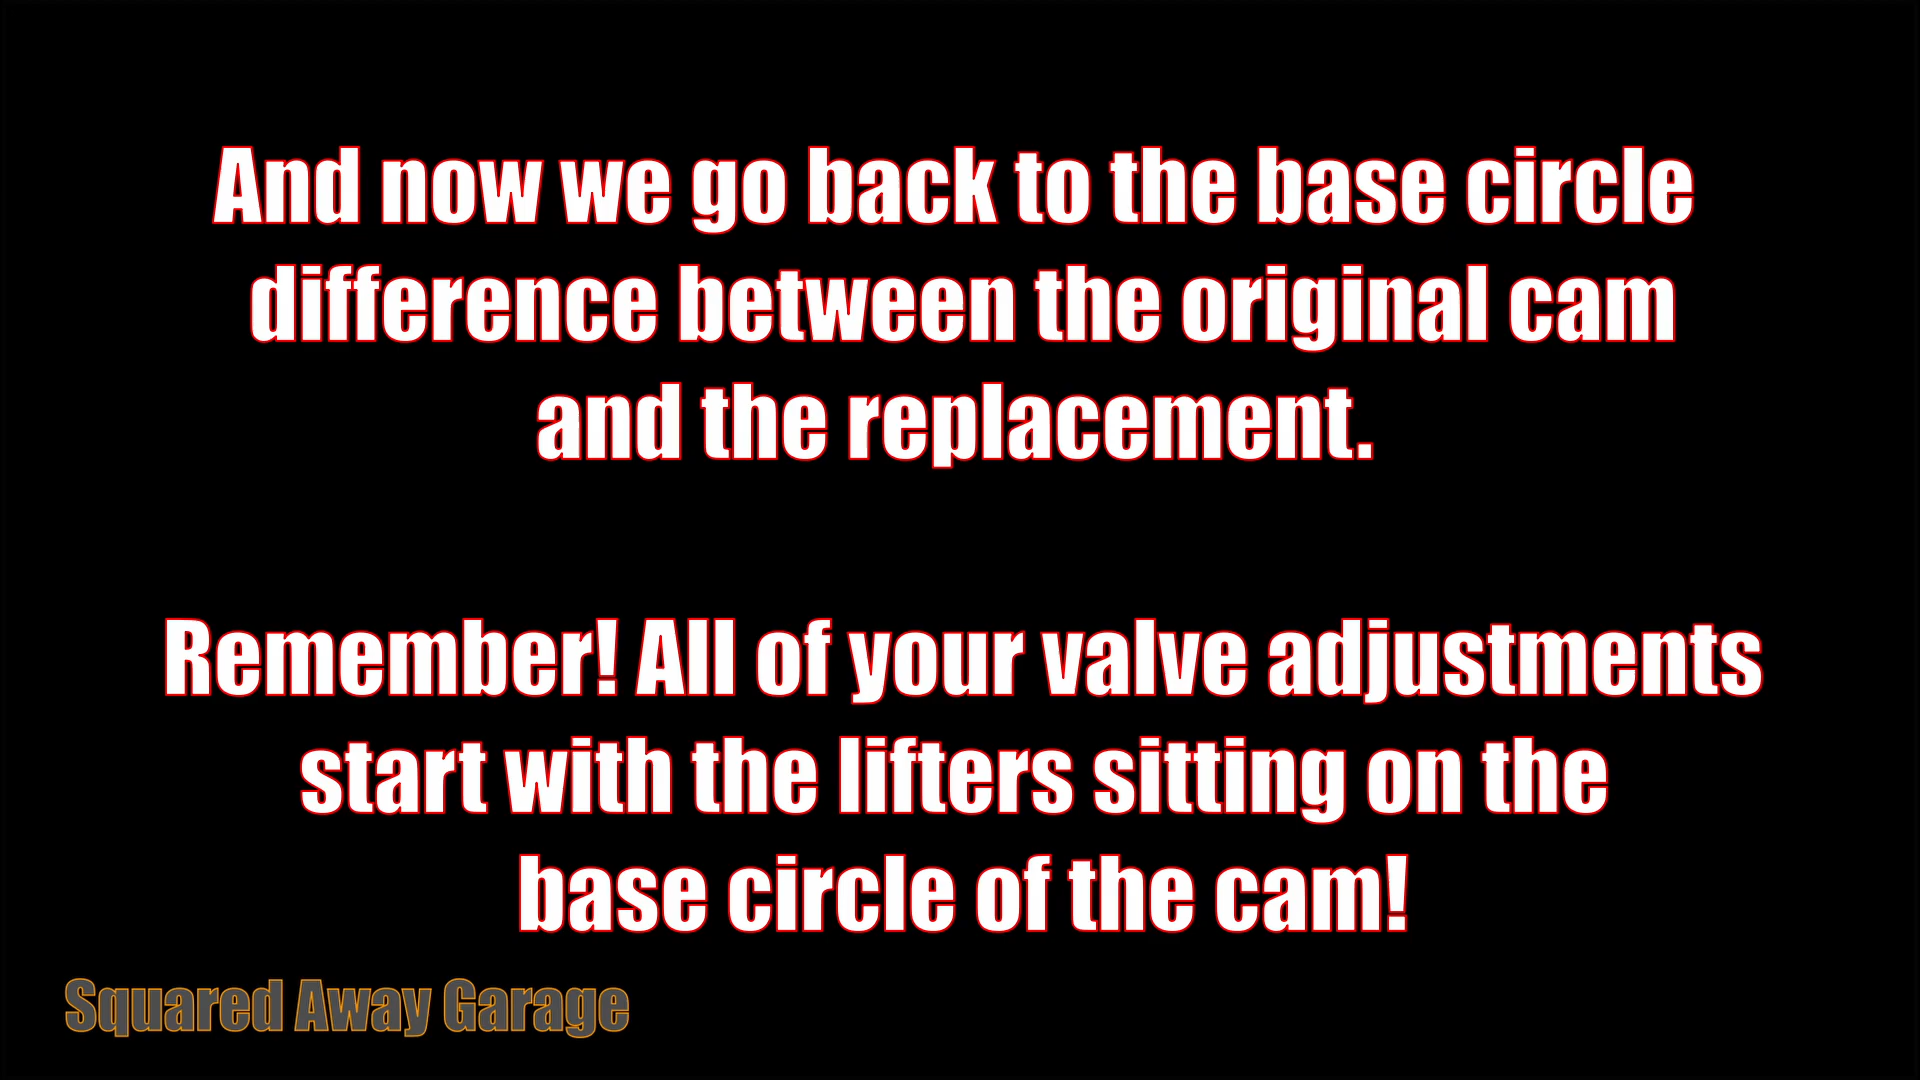 And now we go back to the base circle
difference between the original cam
and the replacement.
Remember! All of your valve adjustments
start with the lifters sitting on the
base circle of the cam!
Squared Away Garage